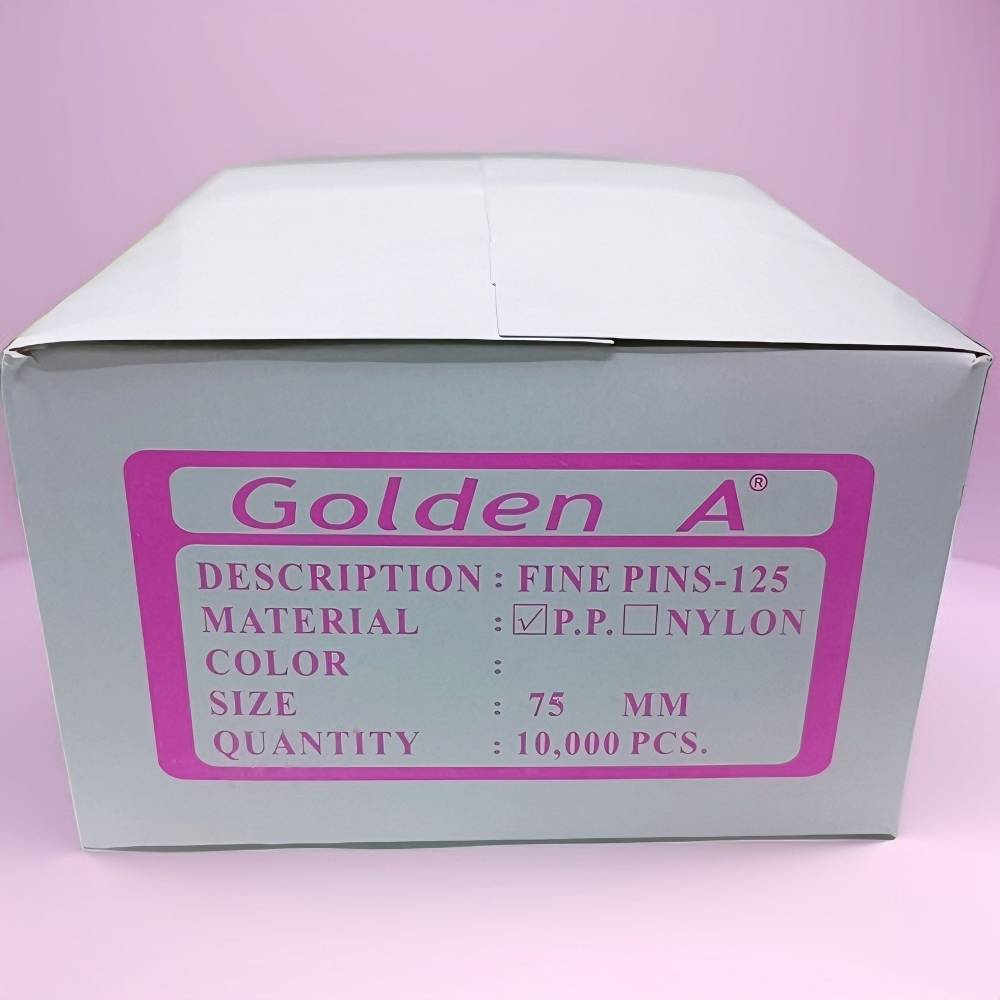 Golden A®
DESCRIPTION : FINE PINS-125
MATERIAL : ☑P.P. ☐NYLON
COLOR :
SIZE : 75 MM
QUANTITY : 10,000 PCS.